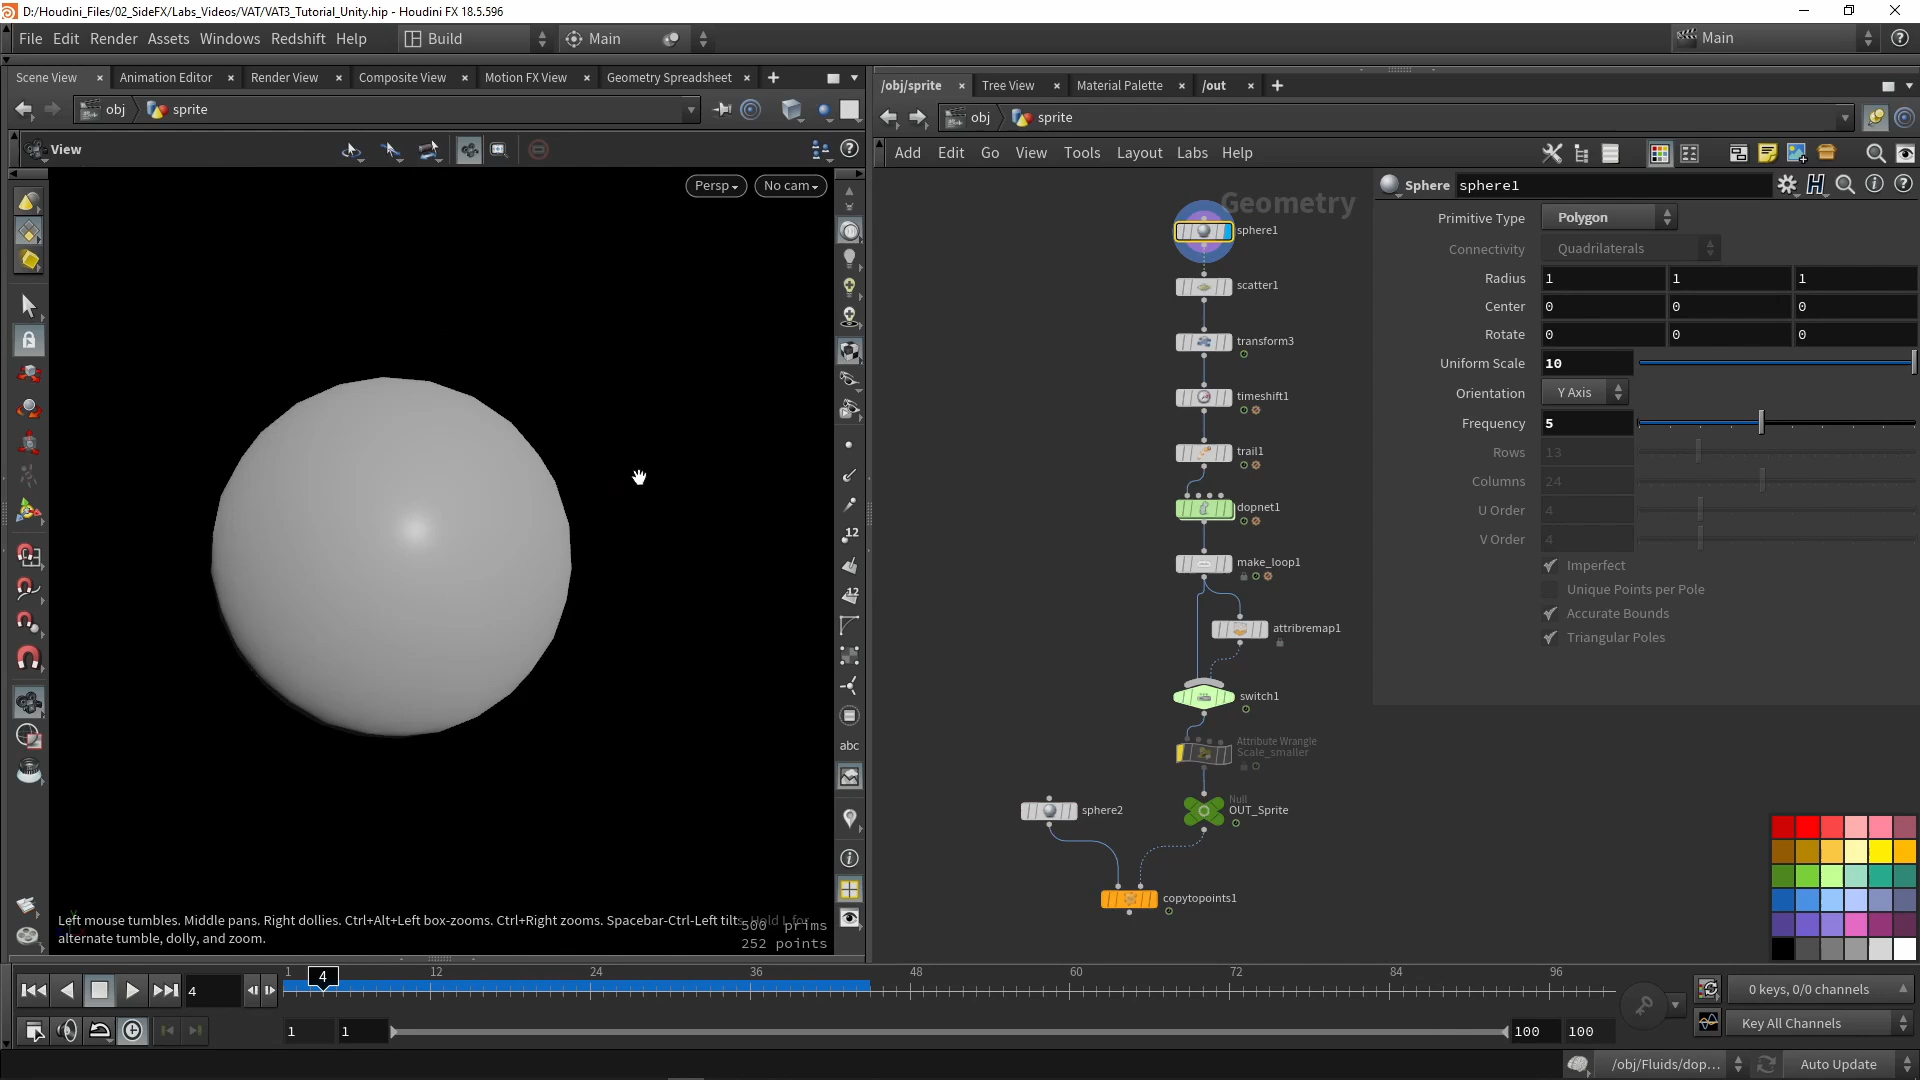 D:/Houdini_Files/02_SideFX/Labs_Videos/VAT/VAT3_Tutorial_Unity.hip - Houdini FX 18.5.596
File Edit Render Assets Windows Redshift Help Build Main Main
Scene View Animation Editor Render View Composite View Motion FX View Geometry Spreadsheet
/obj/sprite Tree View Material Palette /out
obj sprite
obj sprite
View
Add Edit Go View Tools Layout Labs Help
Persp No cam
Geometry
sphere1
scatter1
transform3
timeshift1
trail1
dopnet1
make_loop1
attribremap1
switch1
Attribute Wrangle
Scale_smaller
sphere2
Null
OUT_Sprite
copytopoints1
Sphere sphere1
Primitive Type Polygon
Connectivity Quadrilaterals
Radius 1 1 1
Center 0 0 0
Rotate 0 0 0
Uniform Scale 10
Orientation Y Axis
Frequency 5
Rows 13
Columns 24
U Order 4
V Order 4
Imperfect
Unique Points per Pole
Accurate Bounds
Triangular Poles
12
12
abc
Left mouse tumbles. Middle pans. Right dollies. Ctrl+Alt+Left box-zooms. Ctrl+Right zooms. Spacebar-Ctrl-Left tilts. Hold L for
alternate tumble, dolly, and zoom.
500 prims
252 points
1 4 12 24 36 48 60 72 84 96
4
0 keys, 0/0 channels
1 1 100 100
Key All Channels
/obj/Fluids/dop... Auto Update